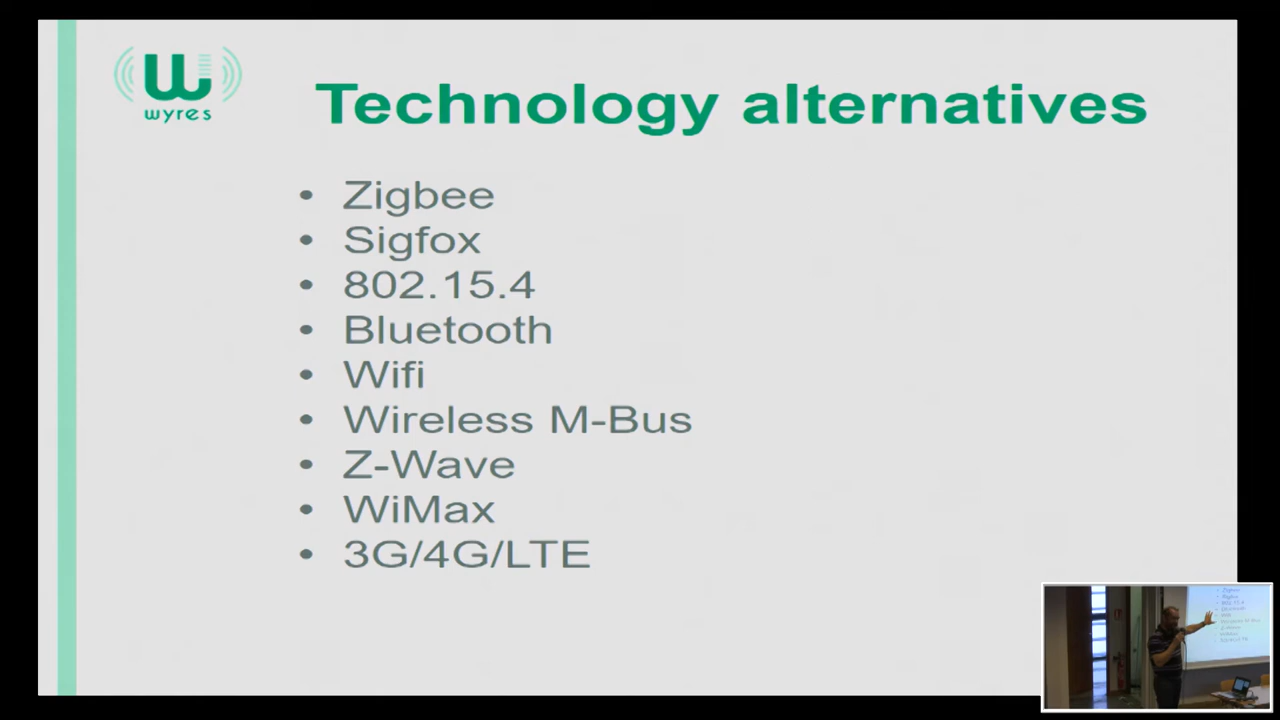 W
wyres
Technology alternatives
• Zigbee
• Sigfox
• 802.15.4
• Bluetooth
• Wifi
• Wireless M-Bus
• Z-Wave
• WiMax
• 3G/4G/LTE